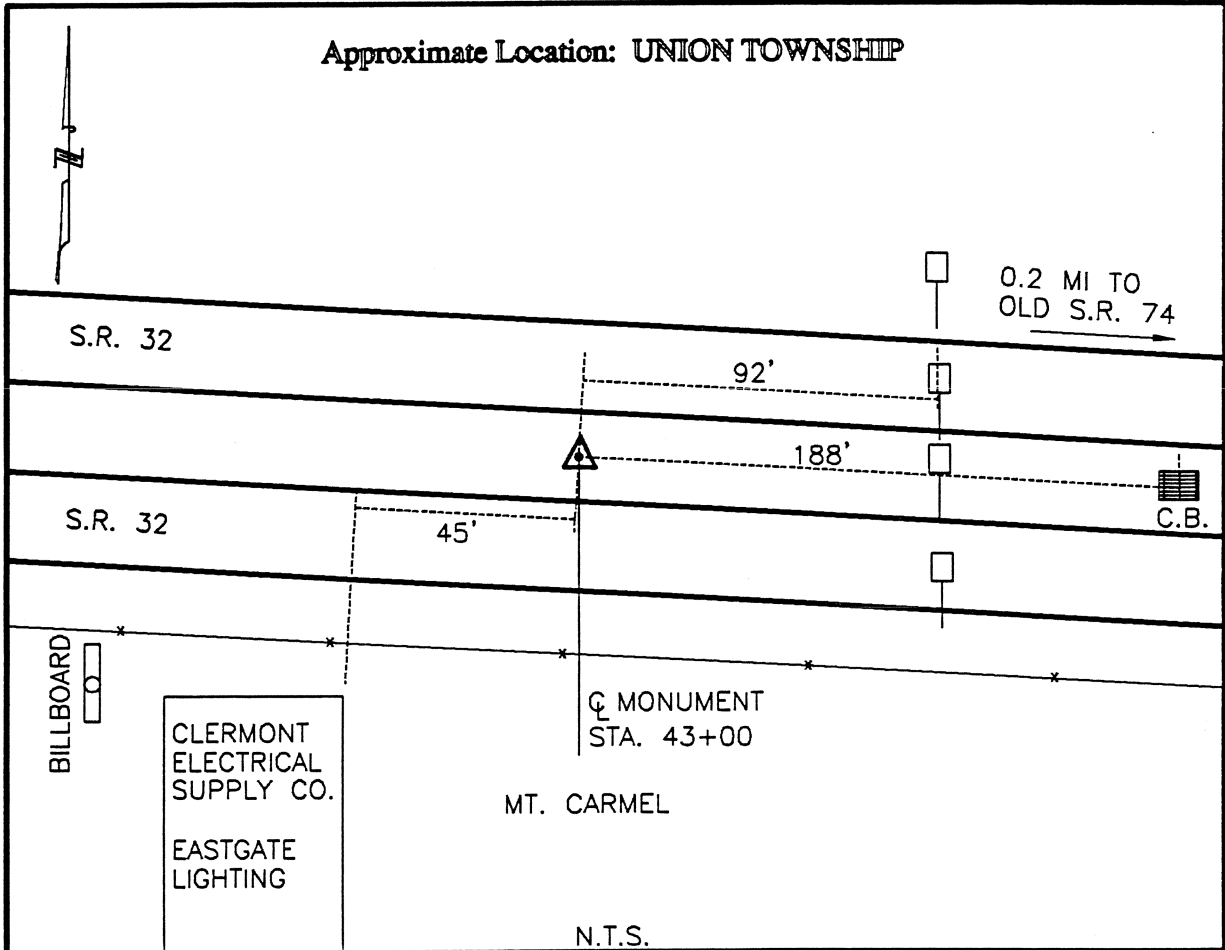 Approximate Location: UNION TOWNSHIP
N
0.2 MI TO
OLD S.R. 74
S.R. 32
92'
188'
C.B.
S.R. 32
45'
BILLBOARD
℄ MONUMENT
STA. 43+00
CLERMONT
ELECTRICAL
SUPPLY CO.
EASTGATE
LIGHTING
MT. CARMEL
N.T.S.